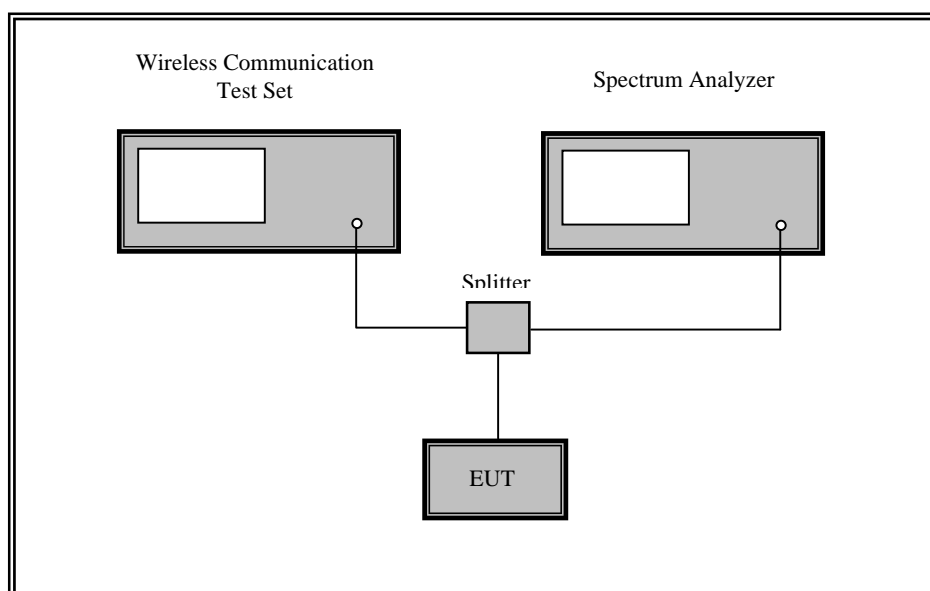 Wireless Communication
Test Set
Spectrum Analyzer
Splitter
EUT